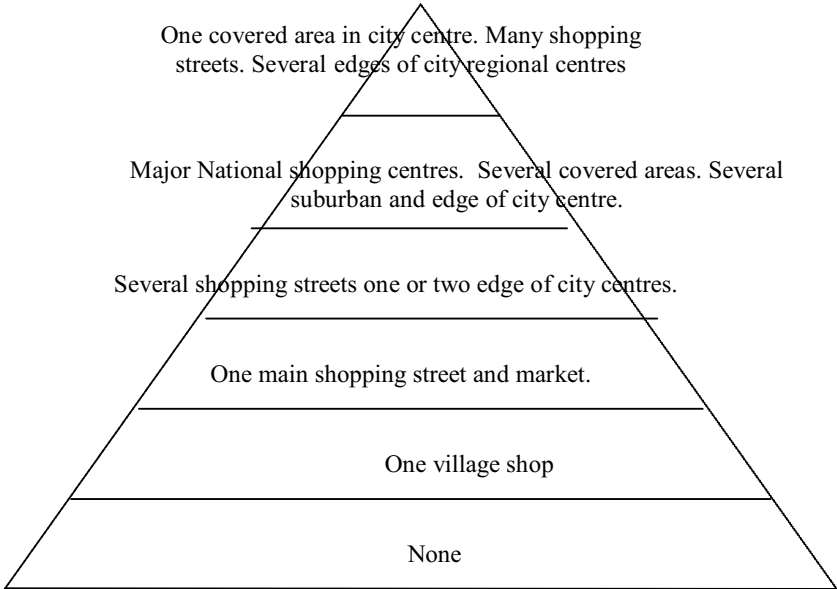 One covered area in city centre. Many shopping
streets. Several edges of city regional centres
Major National shopping centres.  Several covered areas. Several
suburban and edge of city centre.
Several shopping streets one or two edge of city centres.
One main shopping street and market.
One village shop
None